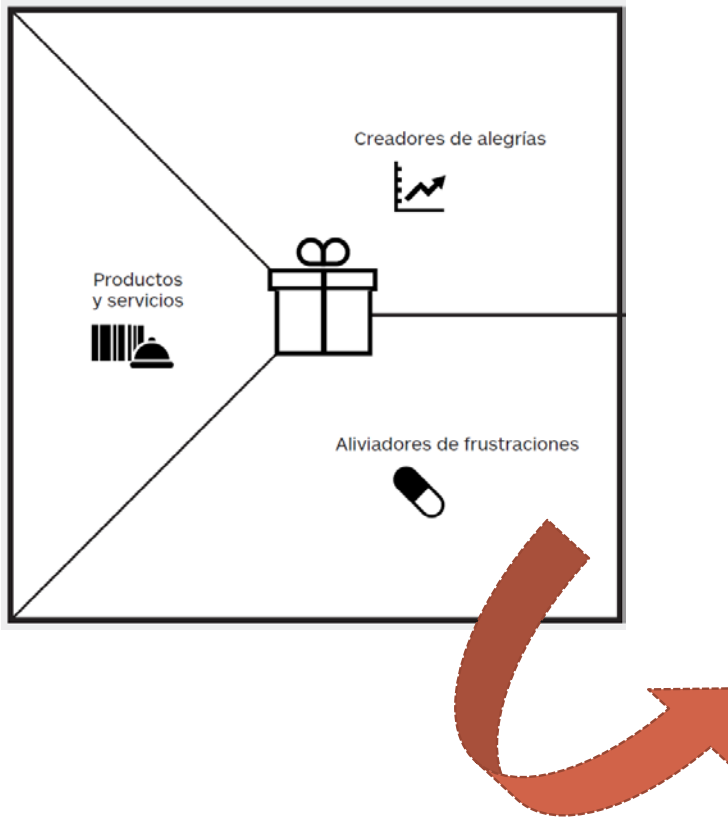 Creadores de alegrías
Productos
y servicios
Aliviadores de frustraciones